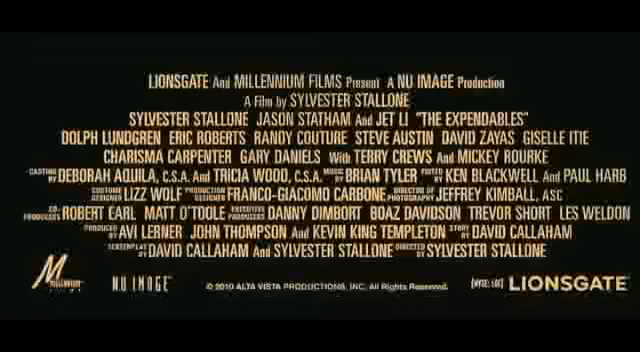 LIONSGATE And MILLENNIUM FILMS Present A NU IMAGE Production
A Film by SYLVESTER STALLONE
SYLVESTER STALLONE JASON STATHAM And JET LI "THE EXPENDABLES"
DOLPH LUNDGREN ERIC ROBERTS RANDY COUTURE STEVE AUSTIN DAVID ZAYAS GISELLE ITIE
CHARISMA CARPENTER GARY DANIELS With TERRY CREWS And MICKEY ROURKE
CASTING BY DEBORAH AQUILA, C.S.A. And TRICIA WOOD, C.S.A. MUSIC BY BRIAN TYLER EDITED BY KEN BLACKWELL And PAUL HARB
COSTUME DESIGNER LIZZ WOLF PRODUCTION DESIGNER FRANCO-GIACOMO CARBONE DIRECTOR OF PHOTOGRAPHY JEFFREY KIMBALL, ASC
CO-PRODUCERS ROBERT EARL MATT O'TOOLE EXECUTIVE PRODUCERS DANNY DIMBORT BOAZ DAVIDSON TREVOR SHORT LES WELDON
PRODUCED BY AVI LERNER JOHN THOMPSON And KEVIN KING TEMPLETON STORY BY DAVID CALLAHAM
SCREENPLAY BY DAVID CALLAHAM And SYLVESTER STALLONE DIRECTED BY SYLVESTER STALLONE
M MILLENNIUM FILMS NU IMAGE © 2010 ALTA VISTA PRODUCTIONS, INC. All Rights Reserved. [NYSE: LGF] LIONSGATE